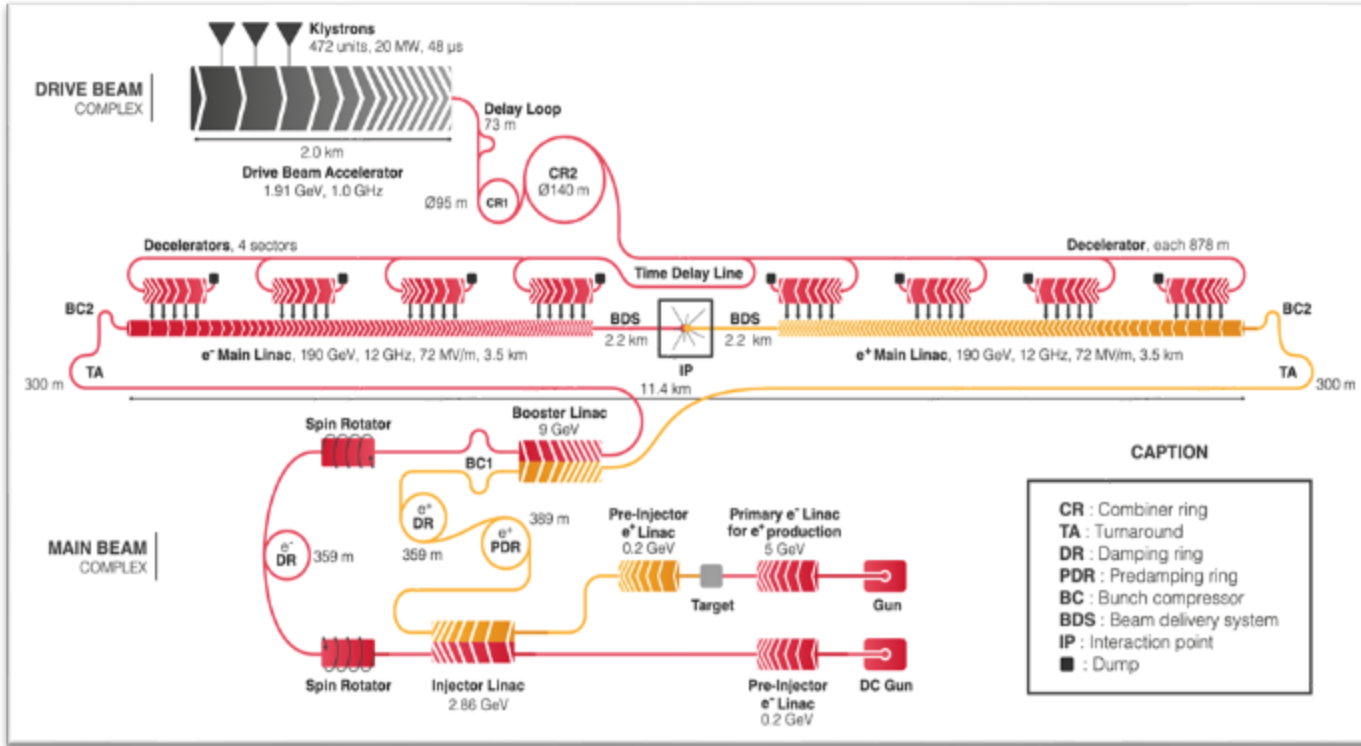 Klystrons
472 units, 20 MW, 48 µs
DRIVE BEAM
COMPLEX
Delay Loop
73 m
2.0 km
Drive Beam Accelerator
1.91 GeV, 1.0 GHz
CR2
Ø140 m
Ø95 m
CR1
Decelerators, 4 sectors
Decelerator, each 878 m
Time Delay Line
BC2
BDS
2.2 km
BDS
2.2 km
BC2
e⁻ Main Linac, 190 GeV, 12 GHz, 72 MV/m, 3.5 km
IP
e⁺ Main Linac, 190 GeV, 12 GHz, 72 MV/m, 3.5 km
TA
300 m
11.4 km
TA
300 m
Booster Linac
9 GeV
Spin Rotator
BC1
CAPTION
CR : Combiner ring
TA : Turnaround
DR : Damping ring
PDR : Predamping ring
BC : Bunch compressor
BDS : Beam delivery system
IP : Interaction point
: Dump
MAIN BEAM
COMPLEX
e⁻
DR
359 m
e⁺
DR
359 m
e⁺
PDR
389 m
Pre-Injector
e⁺ Linac
0.2 GeV
Primary e⁻ Linac
for e⁺ production
5 GeV
Target
Gun
Spin Rotator
Injector Linac
2.86 GeV
Pre-Injector
e⁻ Linac
0.2 GeV
DC Gun